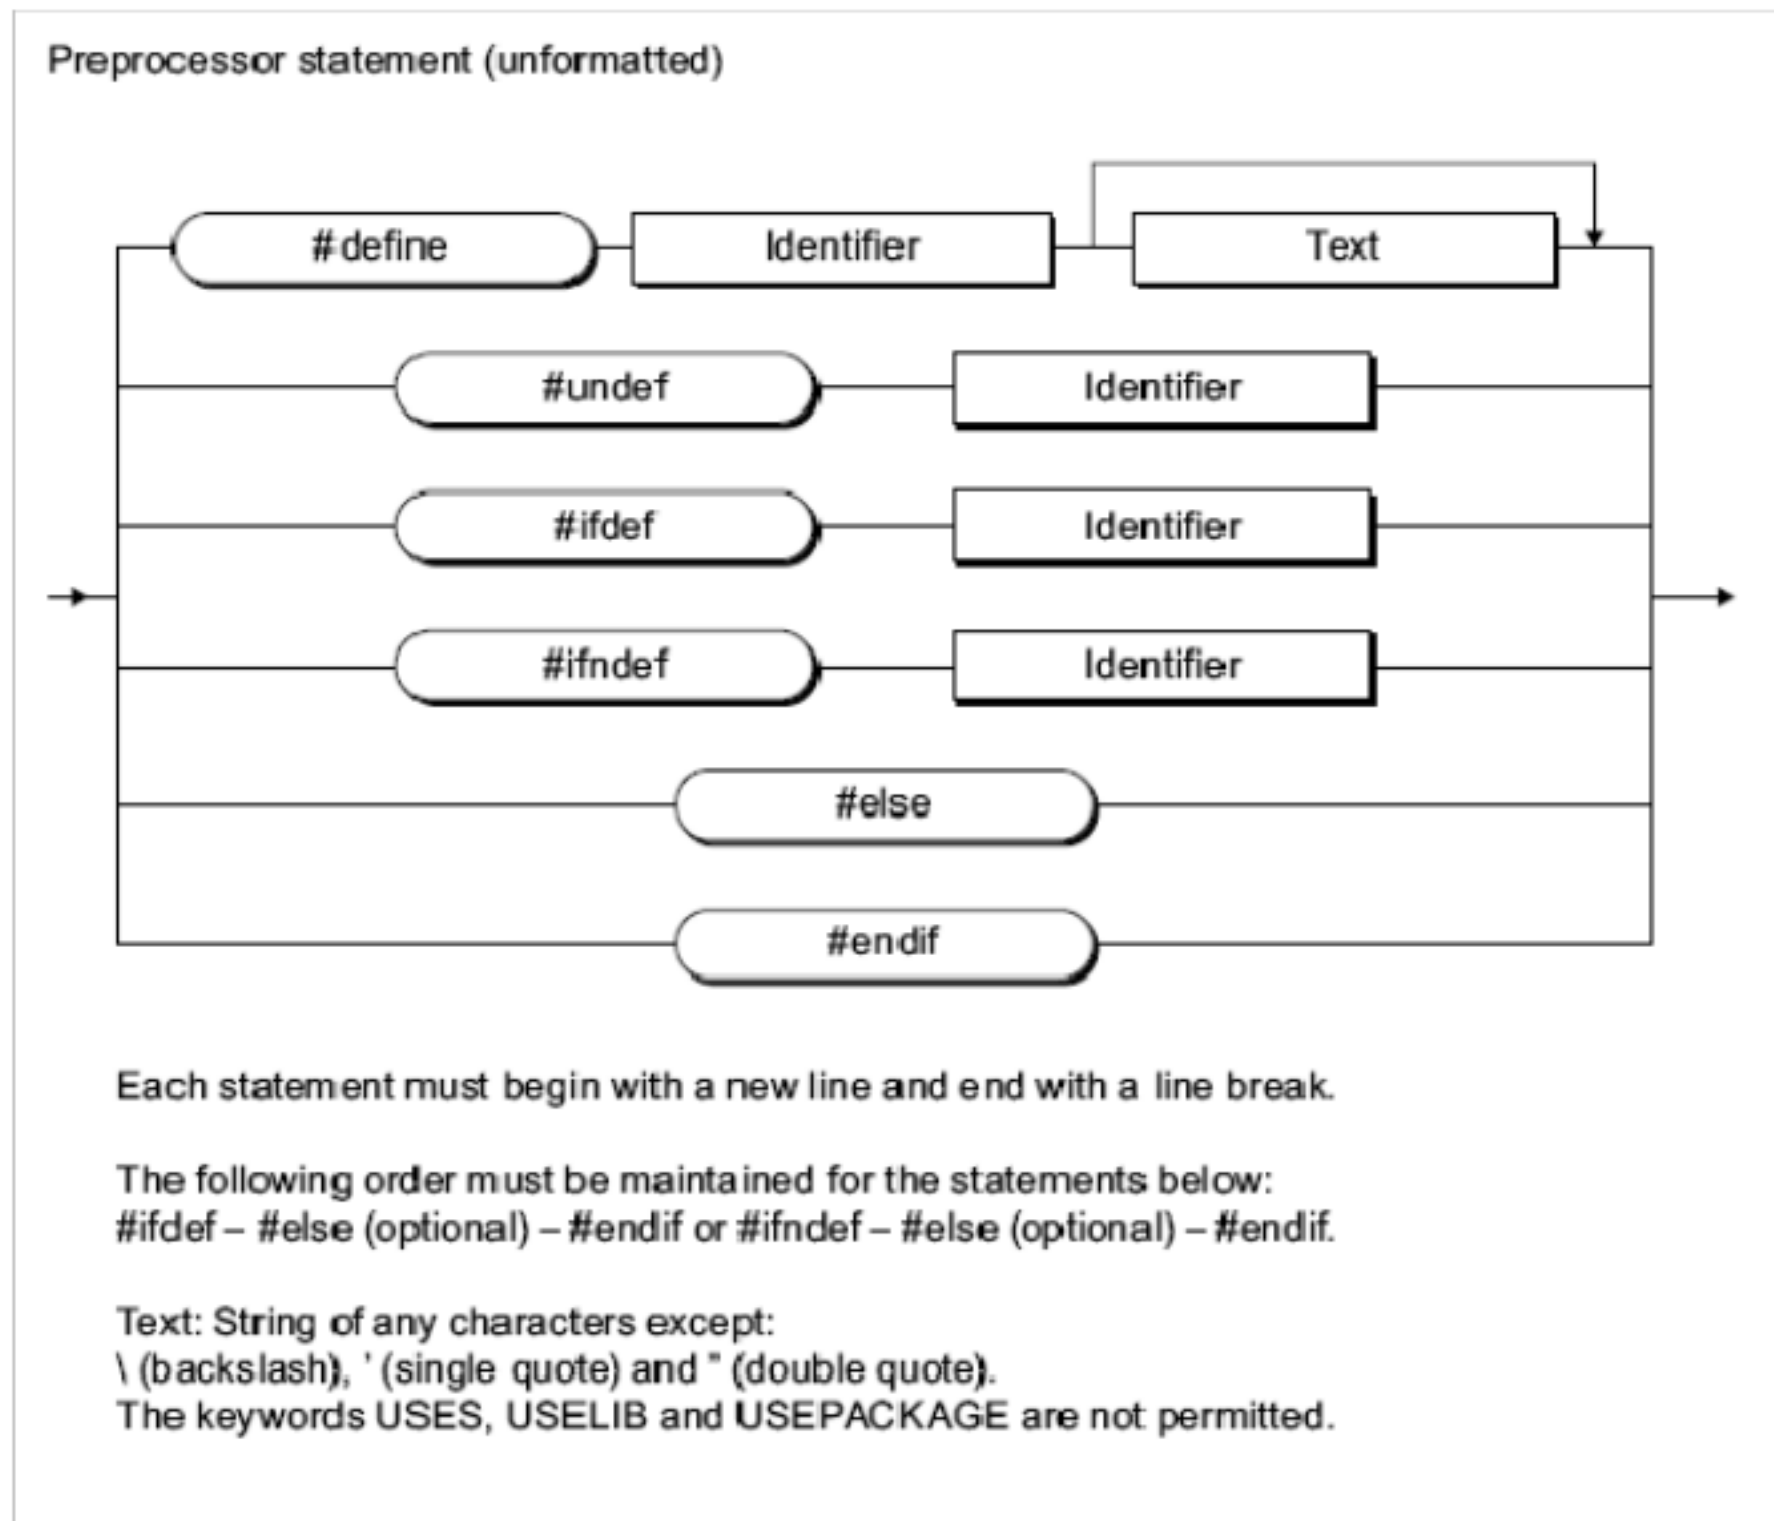 Preprocessor statement (unformatted)
#define Identifier Text
#undef Identifier
#ifdef Identifier
#ifndef Identifier
#else
#endif
Each statement must begin with a new line and end with a line break.
The following order must be maintained for the statements below:
#ifdef – #else (optional) – #endif or #ifndef – #else (optional) – #endif.
Text: String of any characters except:
\ (backslash), ' (single quote) and " (double quote).
The keywords USES, USELIB and USEPACKAGE are not permitted.